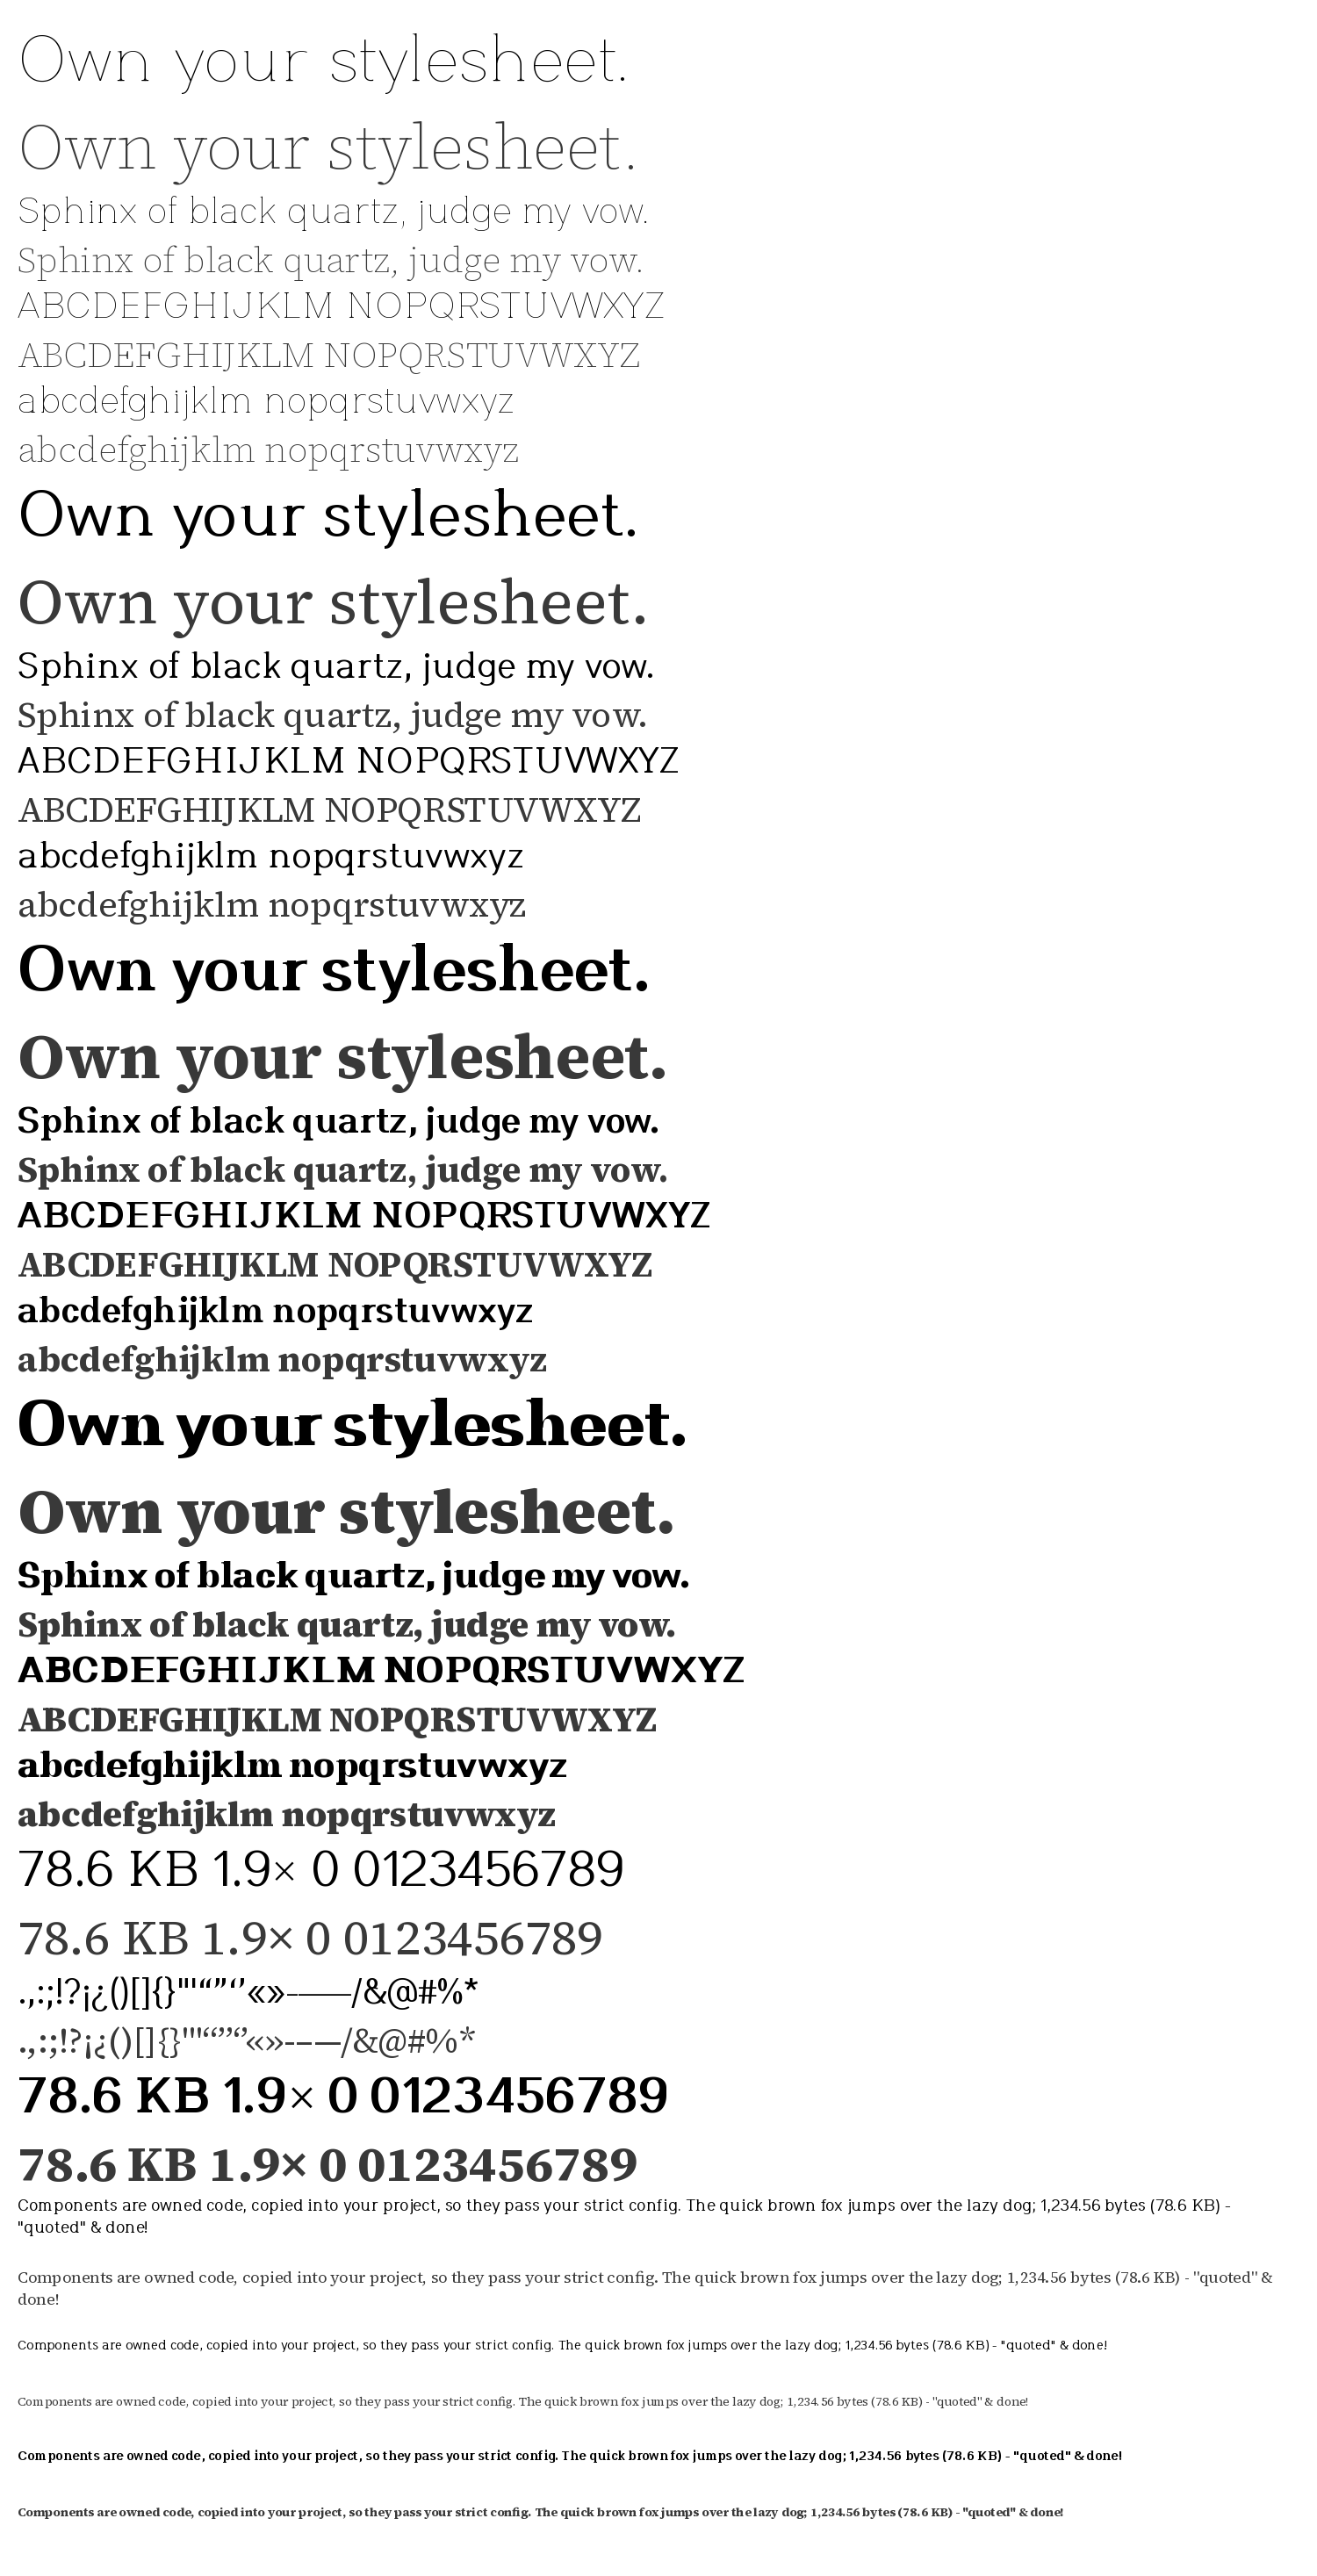 Own your stylesheet.
Own your stylesheet.
Sphinx of black quartz, judge my vow.
Sphinx of black quartz, judge my vow.
ABCDEFGHIJKLM NOPQRSTUVWXYZ
ABCDEFGHIJKLM NOPQRSTUVWXYZ
abcdefghijklm nopqrstuvwxyz
abcdefghijklm nopqrstuvwxyz
Own your stylesheet.
Own your stylesheet.
Sphinx of black quartz, judge my vow.
Sphinx of black quartz, judge my vow.
ABCDEFGHIJKLM NOPQRSTUVWXYZ
ABCDEFGHIJKLM NOPQRSTUVWXYZ
abcdefghijklm nopqrstuvwxyz
abcdefghijklm nopqrstuvwxyz
Own your stylesheet.
Own your stylesheet.
Sphinx of black quartz, judge my vow.
Sphinx of black quartz, judge my vow.
ABCDEFGHIJKLM NOPQRSTUVWXYZ
ABCDEFGHIJKLM NOPQRSTUVWXYZ
abcdefghijklm nopqrstuvwxyz
abcdefghijklm nopqrstuvwxyz
Own your stylesheet.
Own your stylesheet.
Sphinx of black quartz, judge my vow.
Sphinx of black quartz, judge my vow.
ABCDEFGHIJKLM NOPQRSTUVWXYZ
ABCDEFGHIJKLM NOPQRSTUVWXYZ
abcdefghijklm nopqrstuvwxyz
abcdefghijklm nopqrstuvwxyz
78.6 KB 1.9× 0 0123456789
78.6 KB 1.9× 0 0123456789
.,:;!?¡¿()[]{}"'“”‘’«»-–—/&@#%*
.,:;!?¡¿()[]{}"'“”‘’«»-–—/&@#%*
78.6 KB 1.9× 0 0123456789
78.6 KB 1.9× 0 0123456789
Components are owned code, copied into your project, so they pass your strict config. The quick brown fox jumps over the lazy dog; 1,234.56 bytes (78.6 KB) -
"quoted" & done!
Components are owned code, copied into your project, so they pass your strict config. The quick brown fox jumps over the lazy dog; 1,234.56 bytes (78.6 KB) - "quoted" &
done!
Components are owned code, copied into your project, so they pass your strict config. The quick brown fox jumps over the lazy dog; 1,234.56 bytes (78.6 KB) - "quoted" & done!
Components are owned code, copied into your project, so they pass your strict config. The quick brown fox jumps over the lazy dog; 1,234.56 bytes (78.6 KB) - "quoted" & done!
Components are owned code, copied into your project, so they pass your strict config. The quick brown fox jumps over the lazy dog; 1,234.56 bytes (78.6 KB) - "quoted" & done!
Components are owned code, copied into your project, so they pass your strict config. The quick brown fox jumps over the lazy dog; 1,234.56 bytes (78.6 KB) - "quoted" & done!